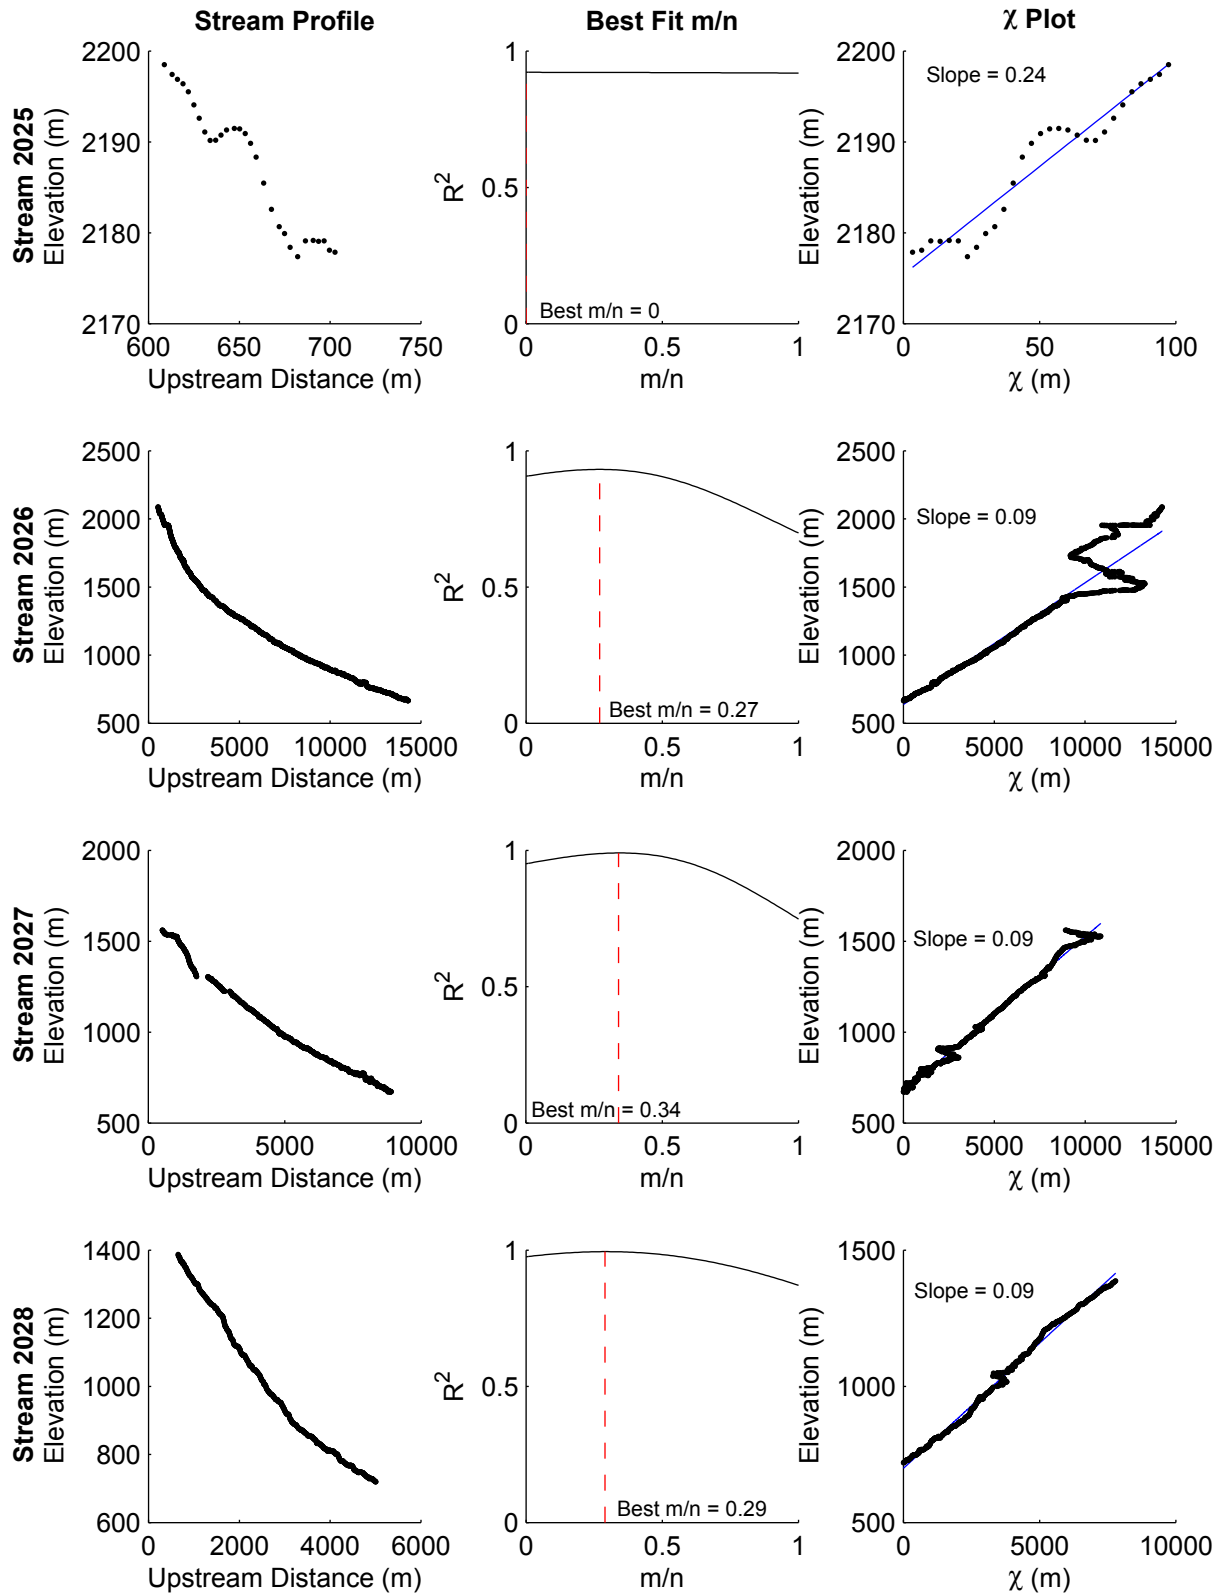 Stream Profile
Best Fit m/n
χ Plot
Stream 2025
Elevation (m)
2200
2190
2180
2170
600
650
700
750
Upstream Distance (m)
R2
1
0.5
0
Best m/n = 0
0
0.5
1
m/n
Elevation (m)
2200
2190
2180
2170
Slope = 0.24
0
50
100
χ (m)
Stream 2026
Elevation (m)
2500
2000
1500
1000
500
0
5000
10000
15000
Upstream Distance (m)
R2
1
0.5
0
Best m/n = 0.27
0
0.5
1
m/n
Elevation (m)
2500
2000
1500
1000
500
Slope = 0.09
0
5000
10000
15000
χ (m)
Stream 2027
Elevation (m)
2000
1500
1000
500
0
5000
10000
Upstream Distance (m)
R2
1
0.5
0
Best m/n = 0.34
0
0.5
1
m/n
Elevation (m)
2000
1500
1000
500
Slope = 0.09
0
5000
10000
15000
χ (m)
Stream 2028
Elevation (m)
1400
1200
1000
800
600
0
2000
4000
6000
Upstream Distance (m)
R2
1
0.5
0
Best m/n = 0.29
0
0.5
1
m/n
Elevation (m)
1500
1000
500
Slope = 0.09
0
5000
10000
χ (m)